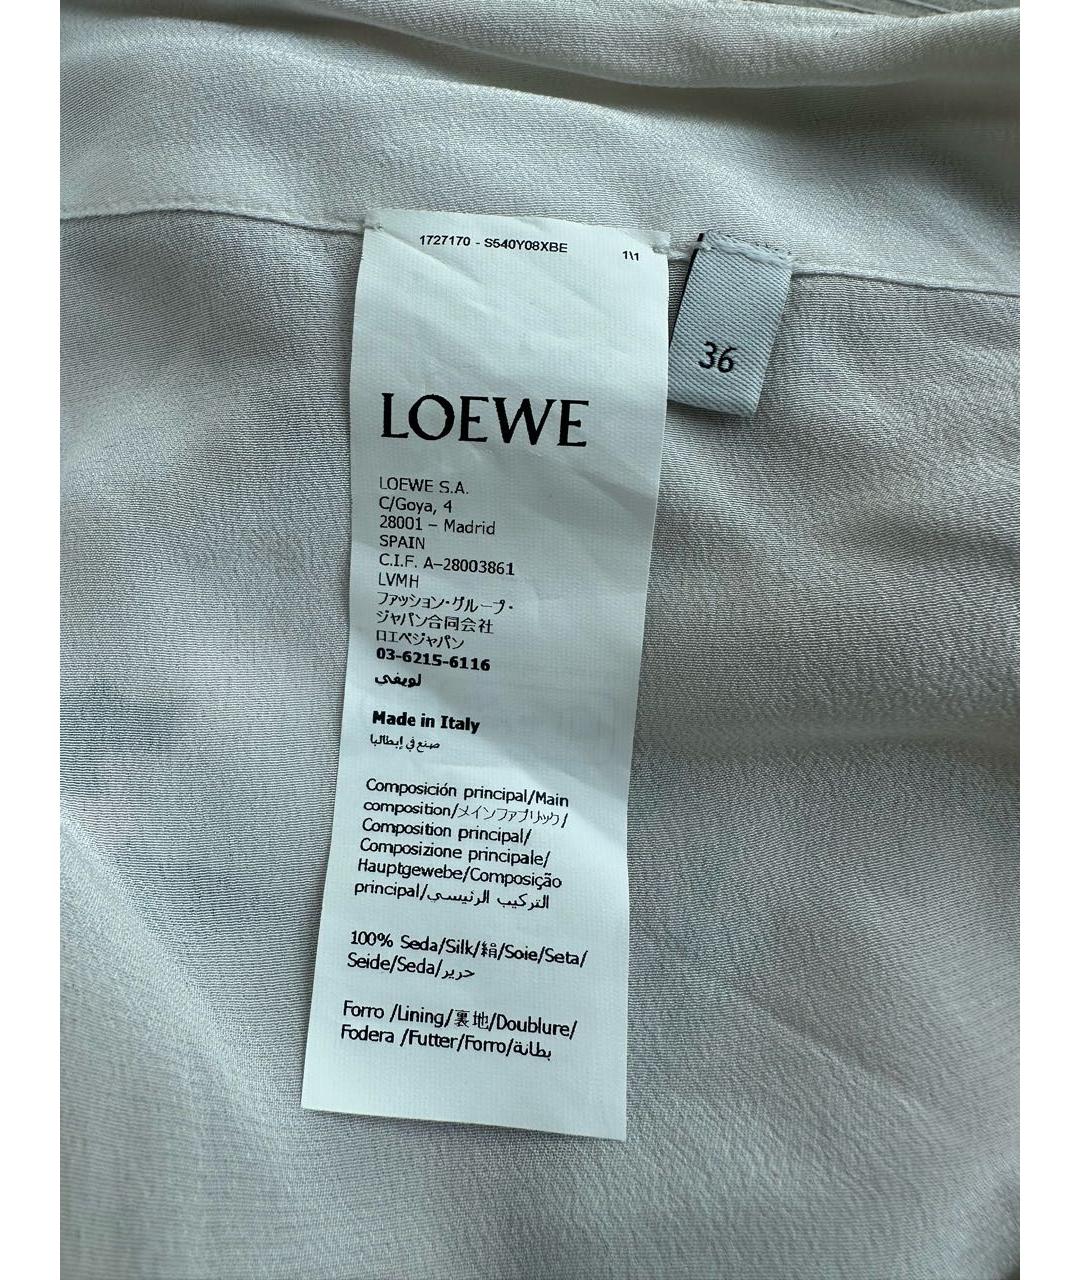 1727170 - S540Y08XBE
1\1
36
LOEWE
LOEWE S.A.
C/Goya, 4
28001 – Madrid
SPAIN
C.I.F. A–28003861
LVMH
ファッション・グループ・
ジャパン合同会社
ロエベジャパン
03-6215-6116
لويفي
Made in Italy
صنع في إيطاليا
Composición principal/Main
composition/メインファブリック/
Composition principal/
Composizione principale/
Hauptgewebe/Composição
principal/التركيب الرئيسي
100% Seda/Silk/絹/Soie/Seta/
Seide/Seda/حرير
Forro /Lining/裏地/Doublure/
Fodera /Futter/Forro/بطانة